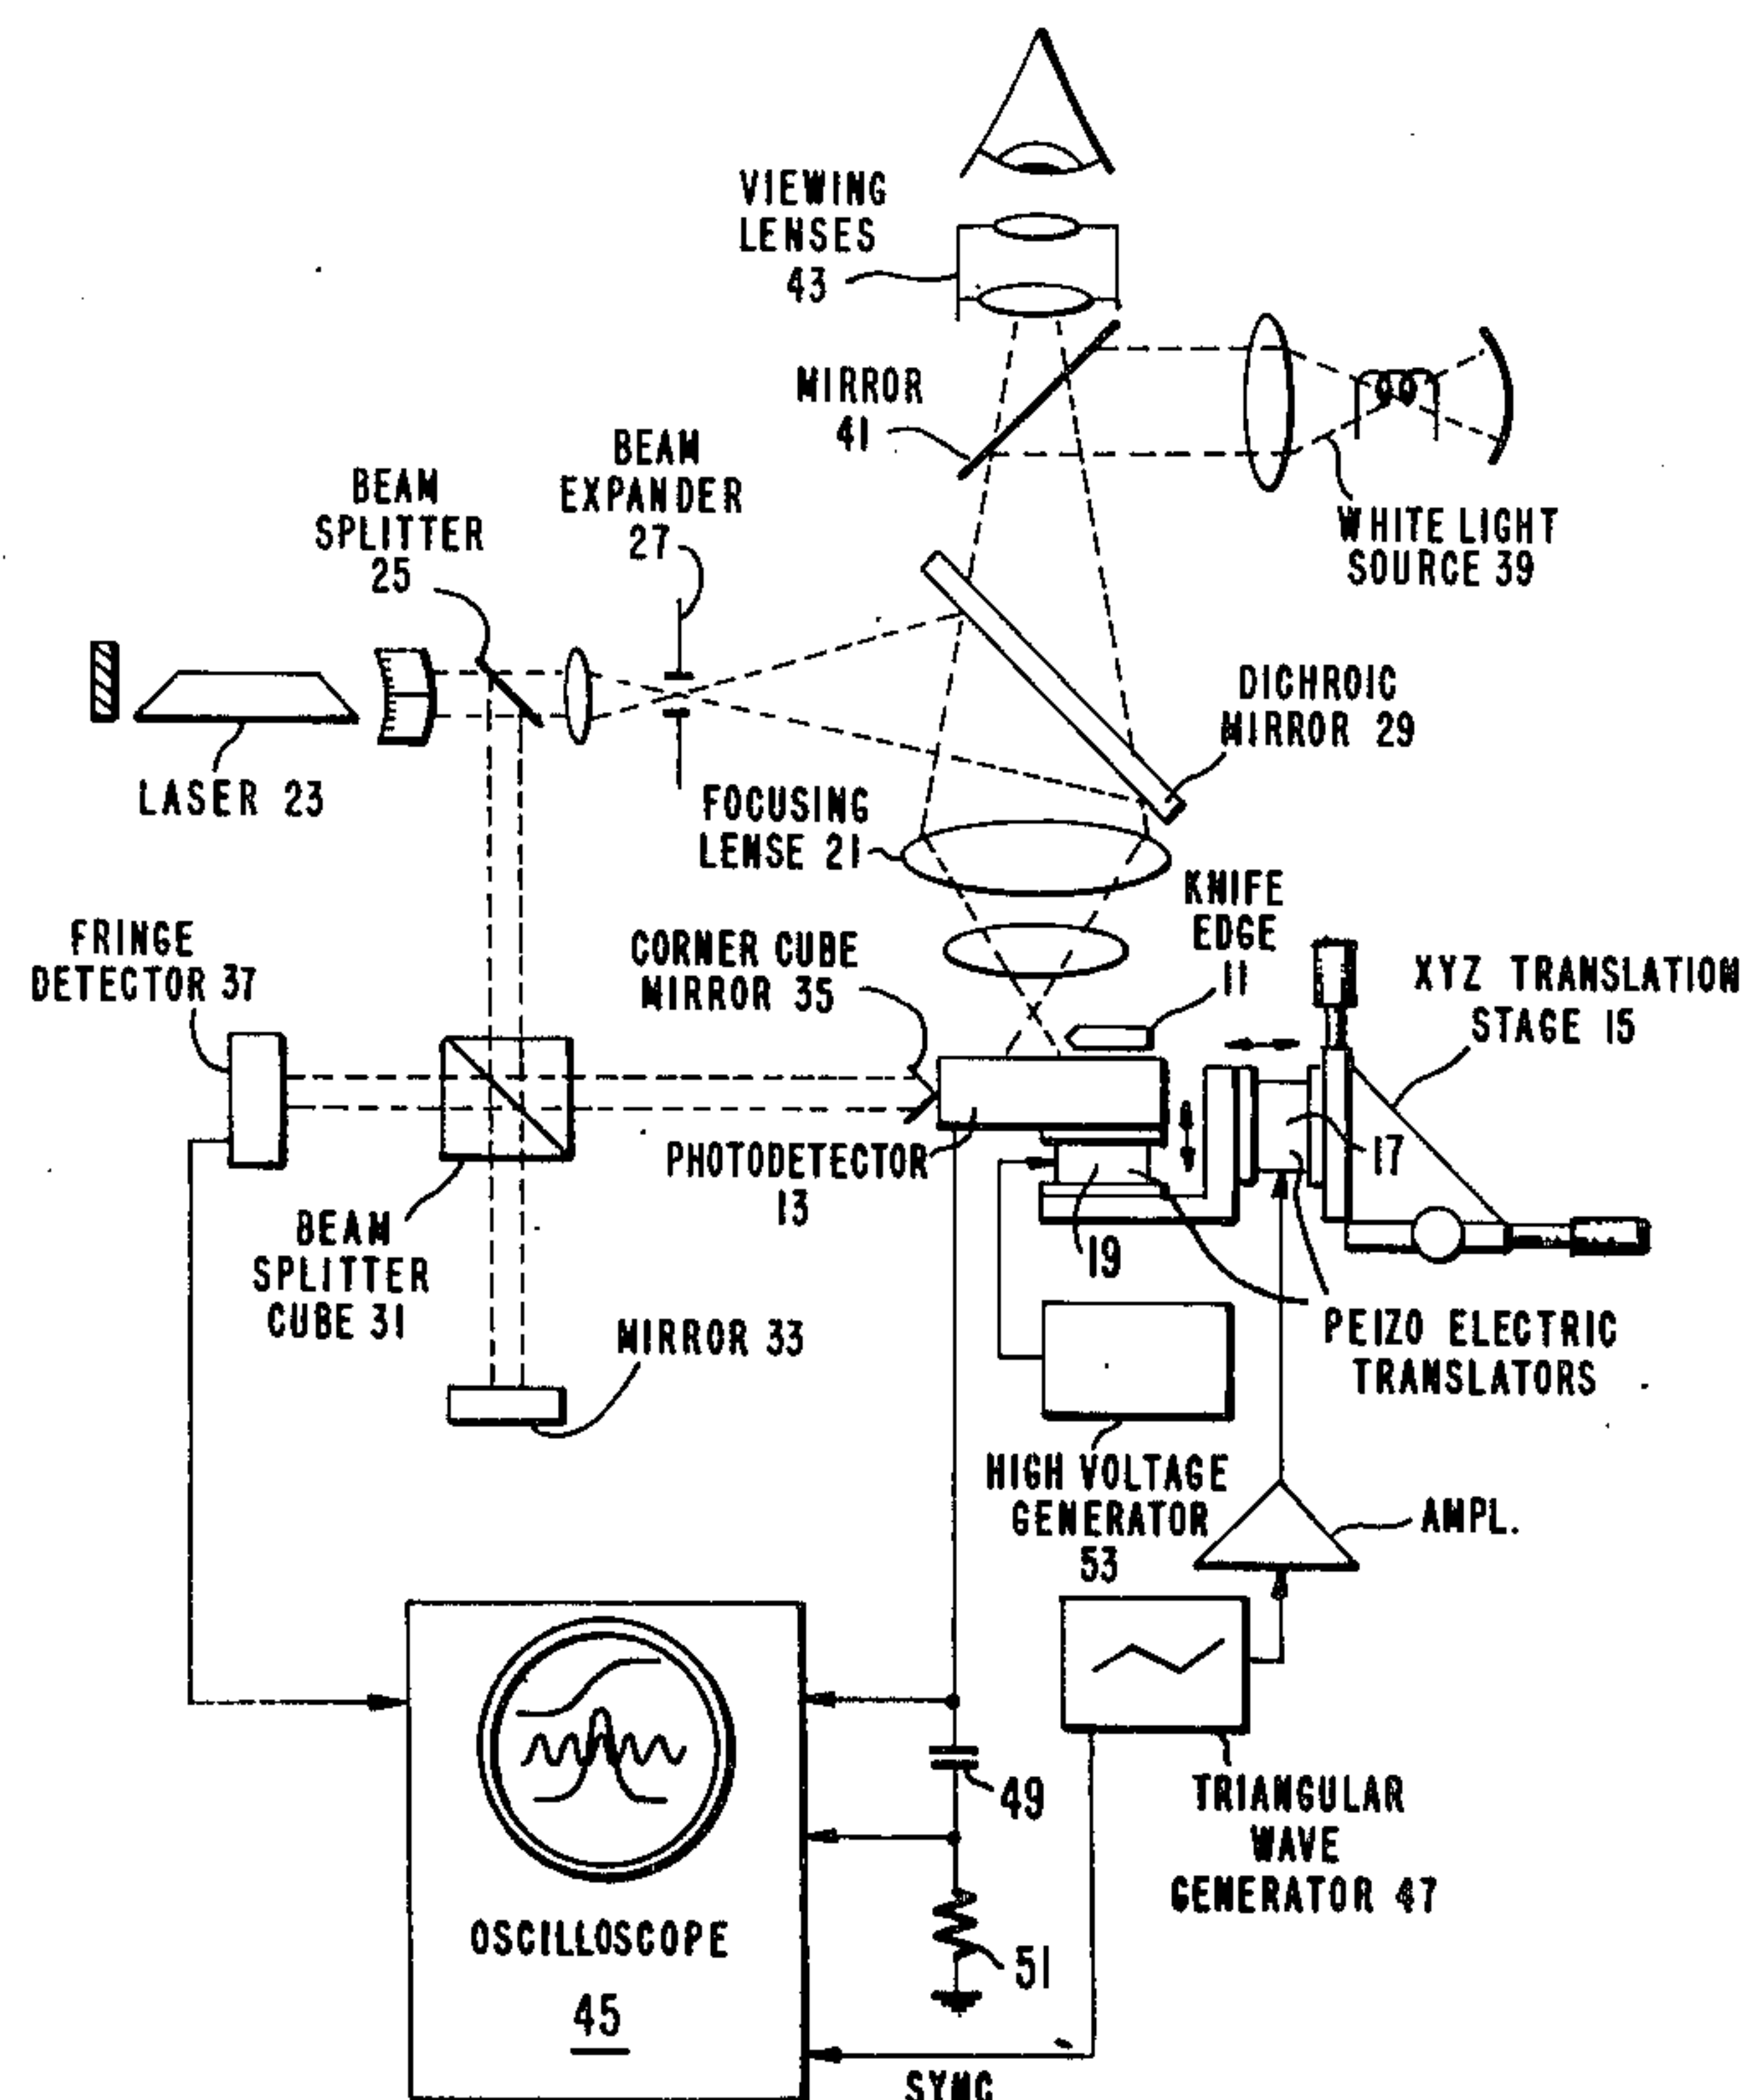 VIEWING
LENSES
43
MIRROR
41
BEAM
EXPANDER
27
BEAM
SPLITTER
25
WHITE LIGHT
SOURCE 39
DICHROIC
MIRROR 29
LASER 23
FOCUSING
LENSE 21
KNIFE
EDGE
11
FRINGE
DETECTOR 37
CORNER CUBE
MIRROR 35
XYZ TRANSLATION
STAGE 15
PHOTODETECTOR
13
17
19
BEAM
SPLITTER
CUBE 31
MIRROR 33
PEIZO ELECTRIC
TRANSLATORS
HIGH VOLTAGE
GENERATOR
53
AMPL.
49
TRIANGULAR
WAVE
GENERATOR 47
OSCILLOSCOPE
45
51
SYNC